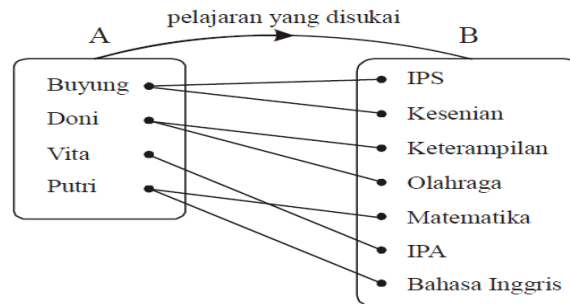 pelajaran yang disukai
A
B
Buyung
Doni
Vita
Putri
IPS
Kesenian
Keterampilan
Olahraga
Matematika
IPA
Bahasa Inggris